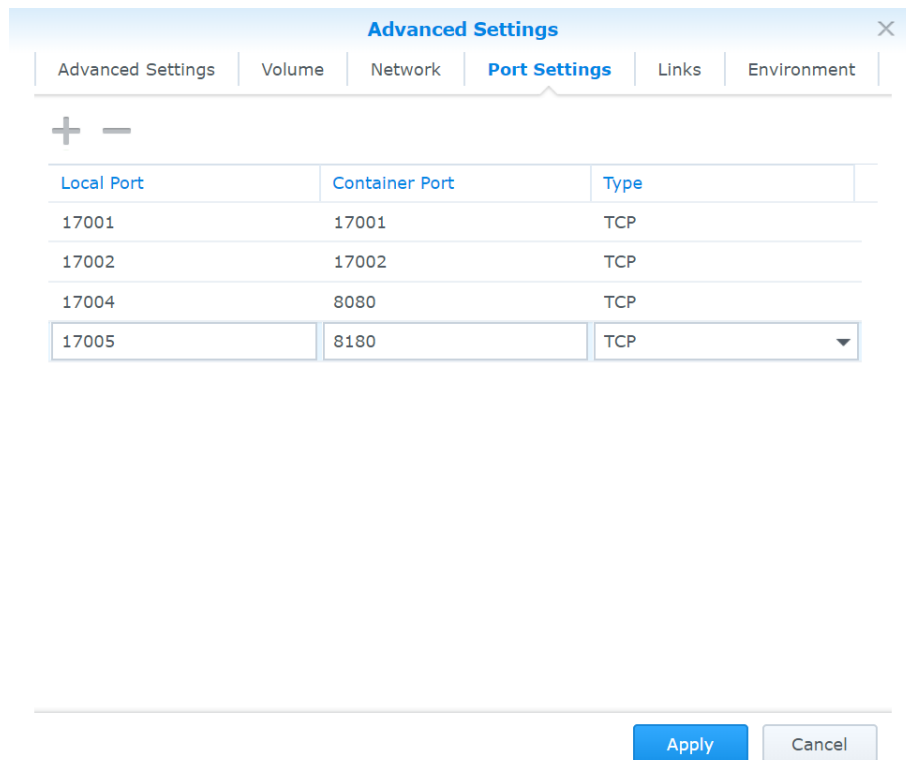 Advanced Settings
Advanced Settings Volume Network Port Settings Links Environment
Local Port Container Port Type
17001 17001 TCP
17002 17002 TCP
17004 8080 TCP
17005 8180 TCP
Apply Cancel